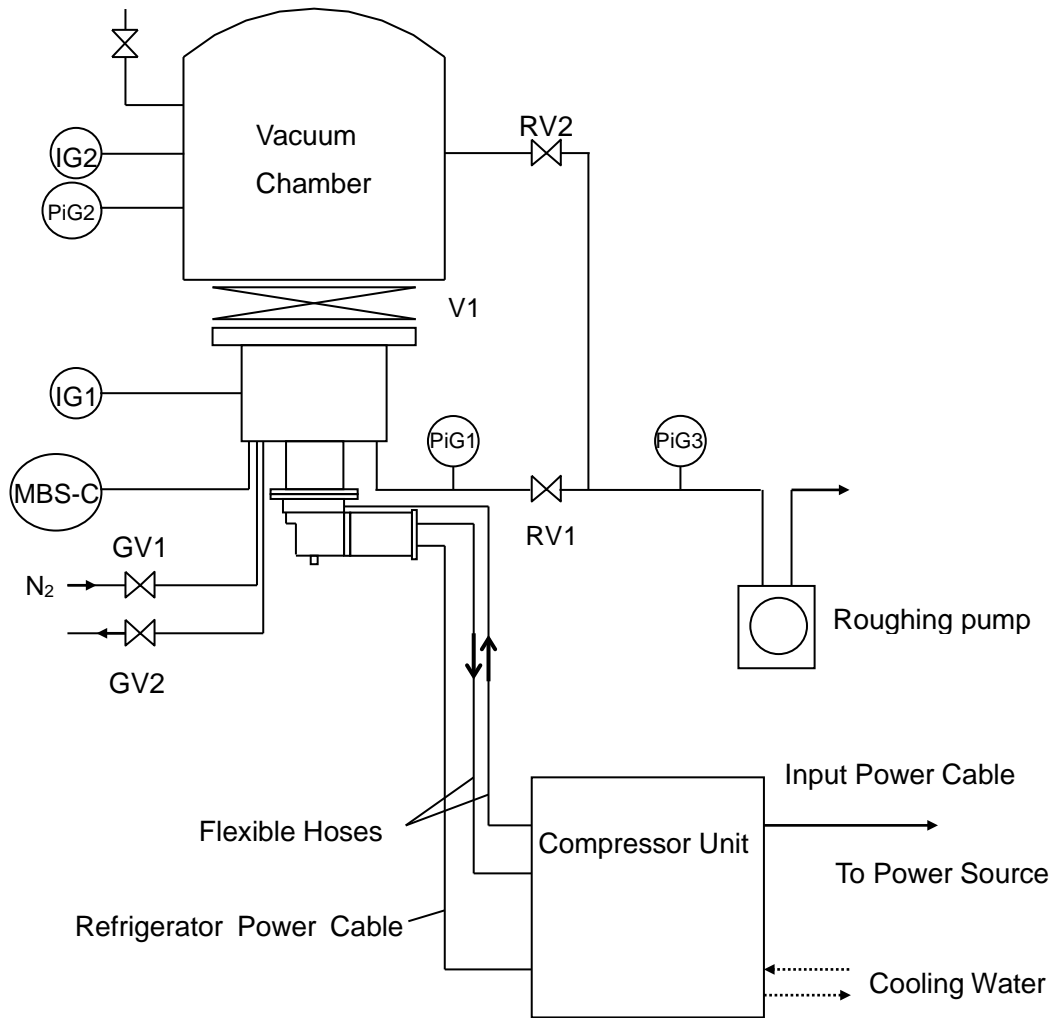 Vacuum
Chamber
RV2
IG2
PiG2
V1
IG1
PiG1
PiG3
MBS-C
RV1
GV1
N₂
GV2
Roughing pump
Input Power Cable
Flexible Hoses
Compressor Unit
To Power Source
Refrigerator Power Cable
Cooling Water